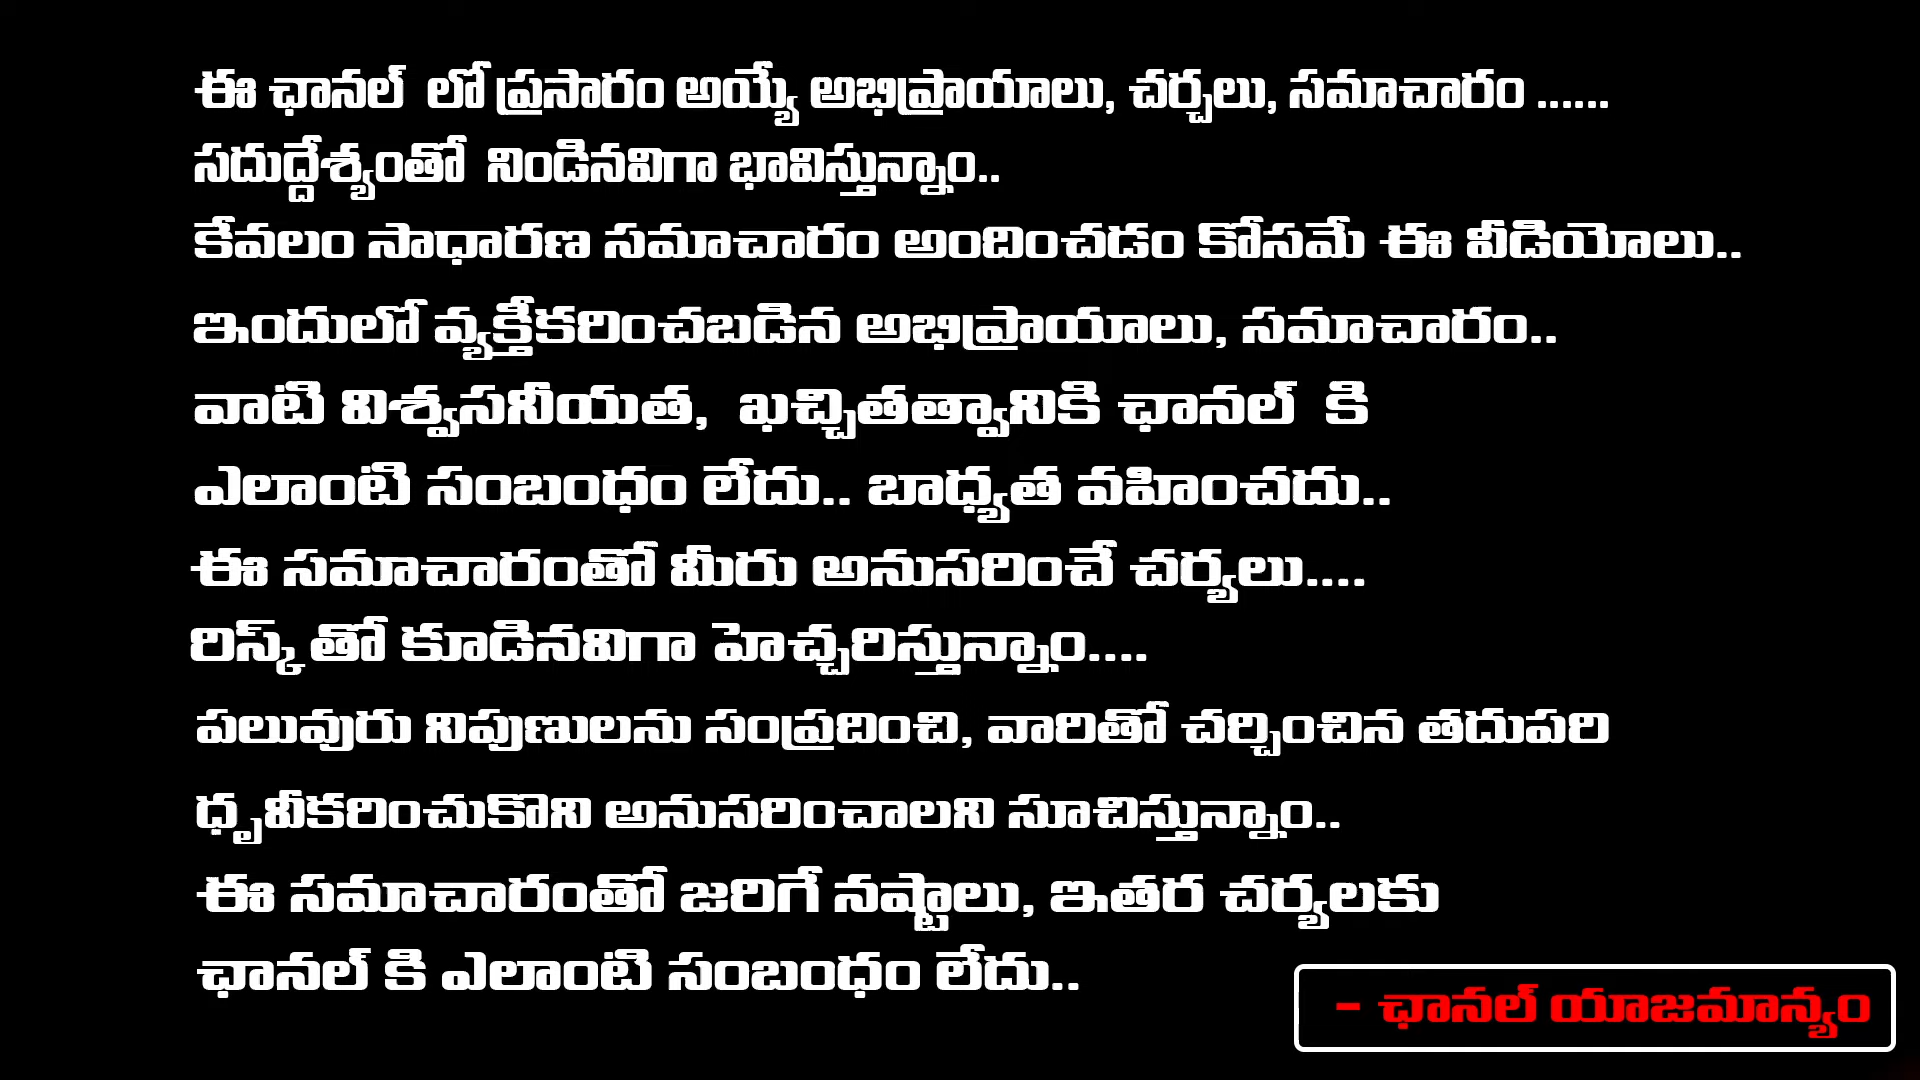 ఈ ఛానల్ లో ప్రసారం అయ్యే అభిప్రాయాలు, చర్చలు, సమాచారం ......
సదుద్దేశ్యంతో నిండినవిగా భావిస్తున్నాం..
కేవలం సాధారణ సమాచారం అందించడం కోసమే ఈ వీడియోలు..
ఇందులో వ్యక్తీకరించబడిన అభిప్రాయాలు, సమాచారం..
వాటి విశ్వసనీయత, ఖచ్చితత్వానికి ఛానల్ కి
ఎలాంటి సంబంధం లేదు.. బాధ్యత వహించదు..
ఈ సమాచారంతో మీరు అనుసరించే చర్యలు....
రిస్క్ తో కూడినవిగా హెచ్చరిస్తున్నాం....
పలువురు నిపుణులను సంప్రదించి, వారితో చర్చించిన తదుపరి
ధృవీకరించుకొని అనుసరించాలని సూచిస్తున్నాం..
ఈ సమాచారంతో జరిగే నష్టాలు, ఇతర చర్యలకు
ఛానల్ కి ఎలాంటి సంబంధం లేదు..
- ఛానల్ యాజమాన్యం